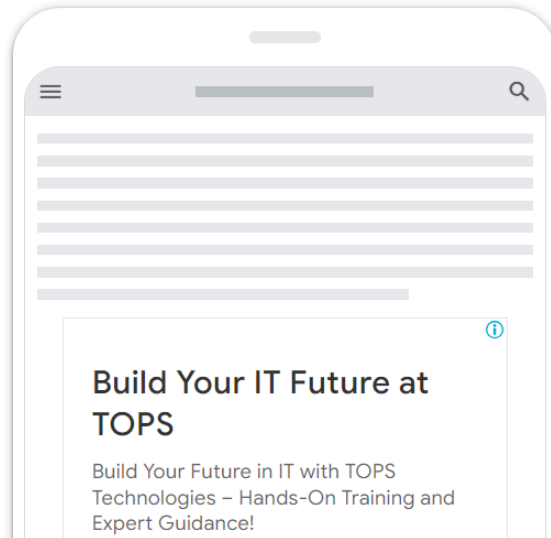 Build Your IT Future at
TOPS
Build Your Future in IT with TOPS
Technologies – Hands-On Training and
Expert Guidance!